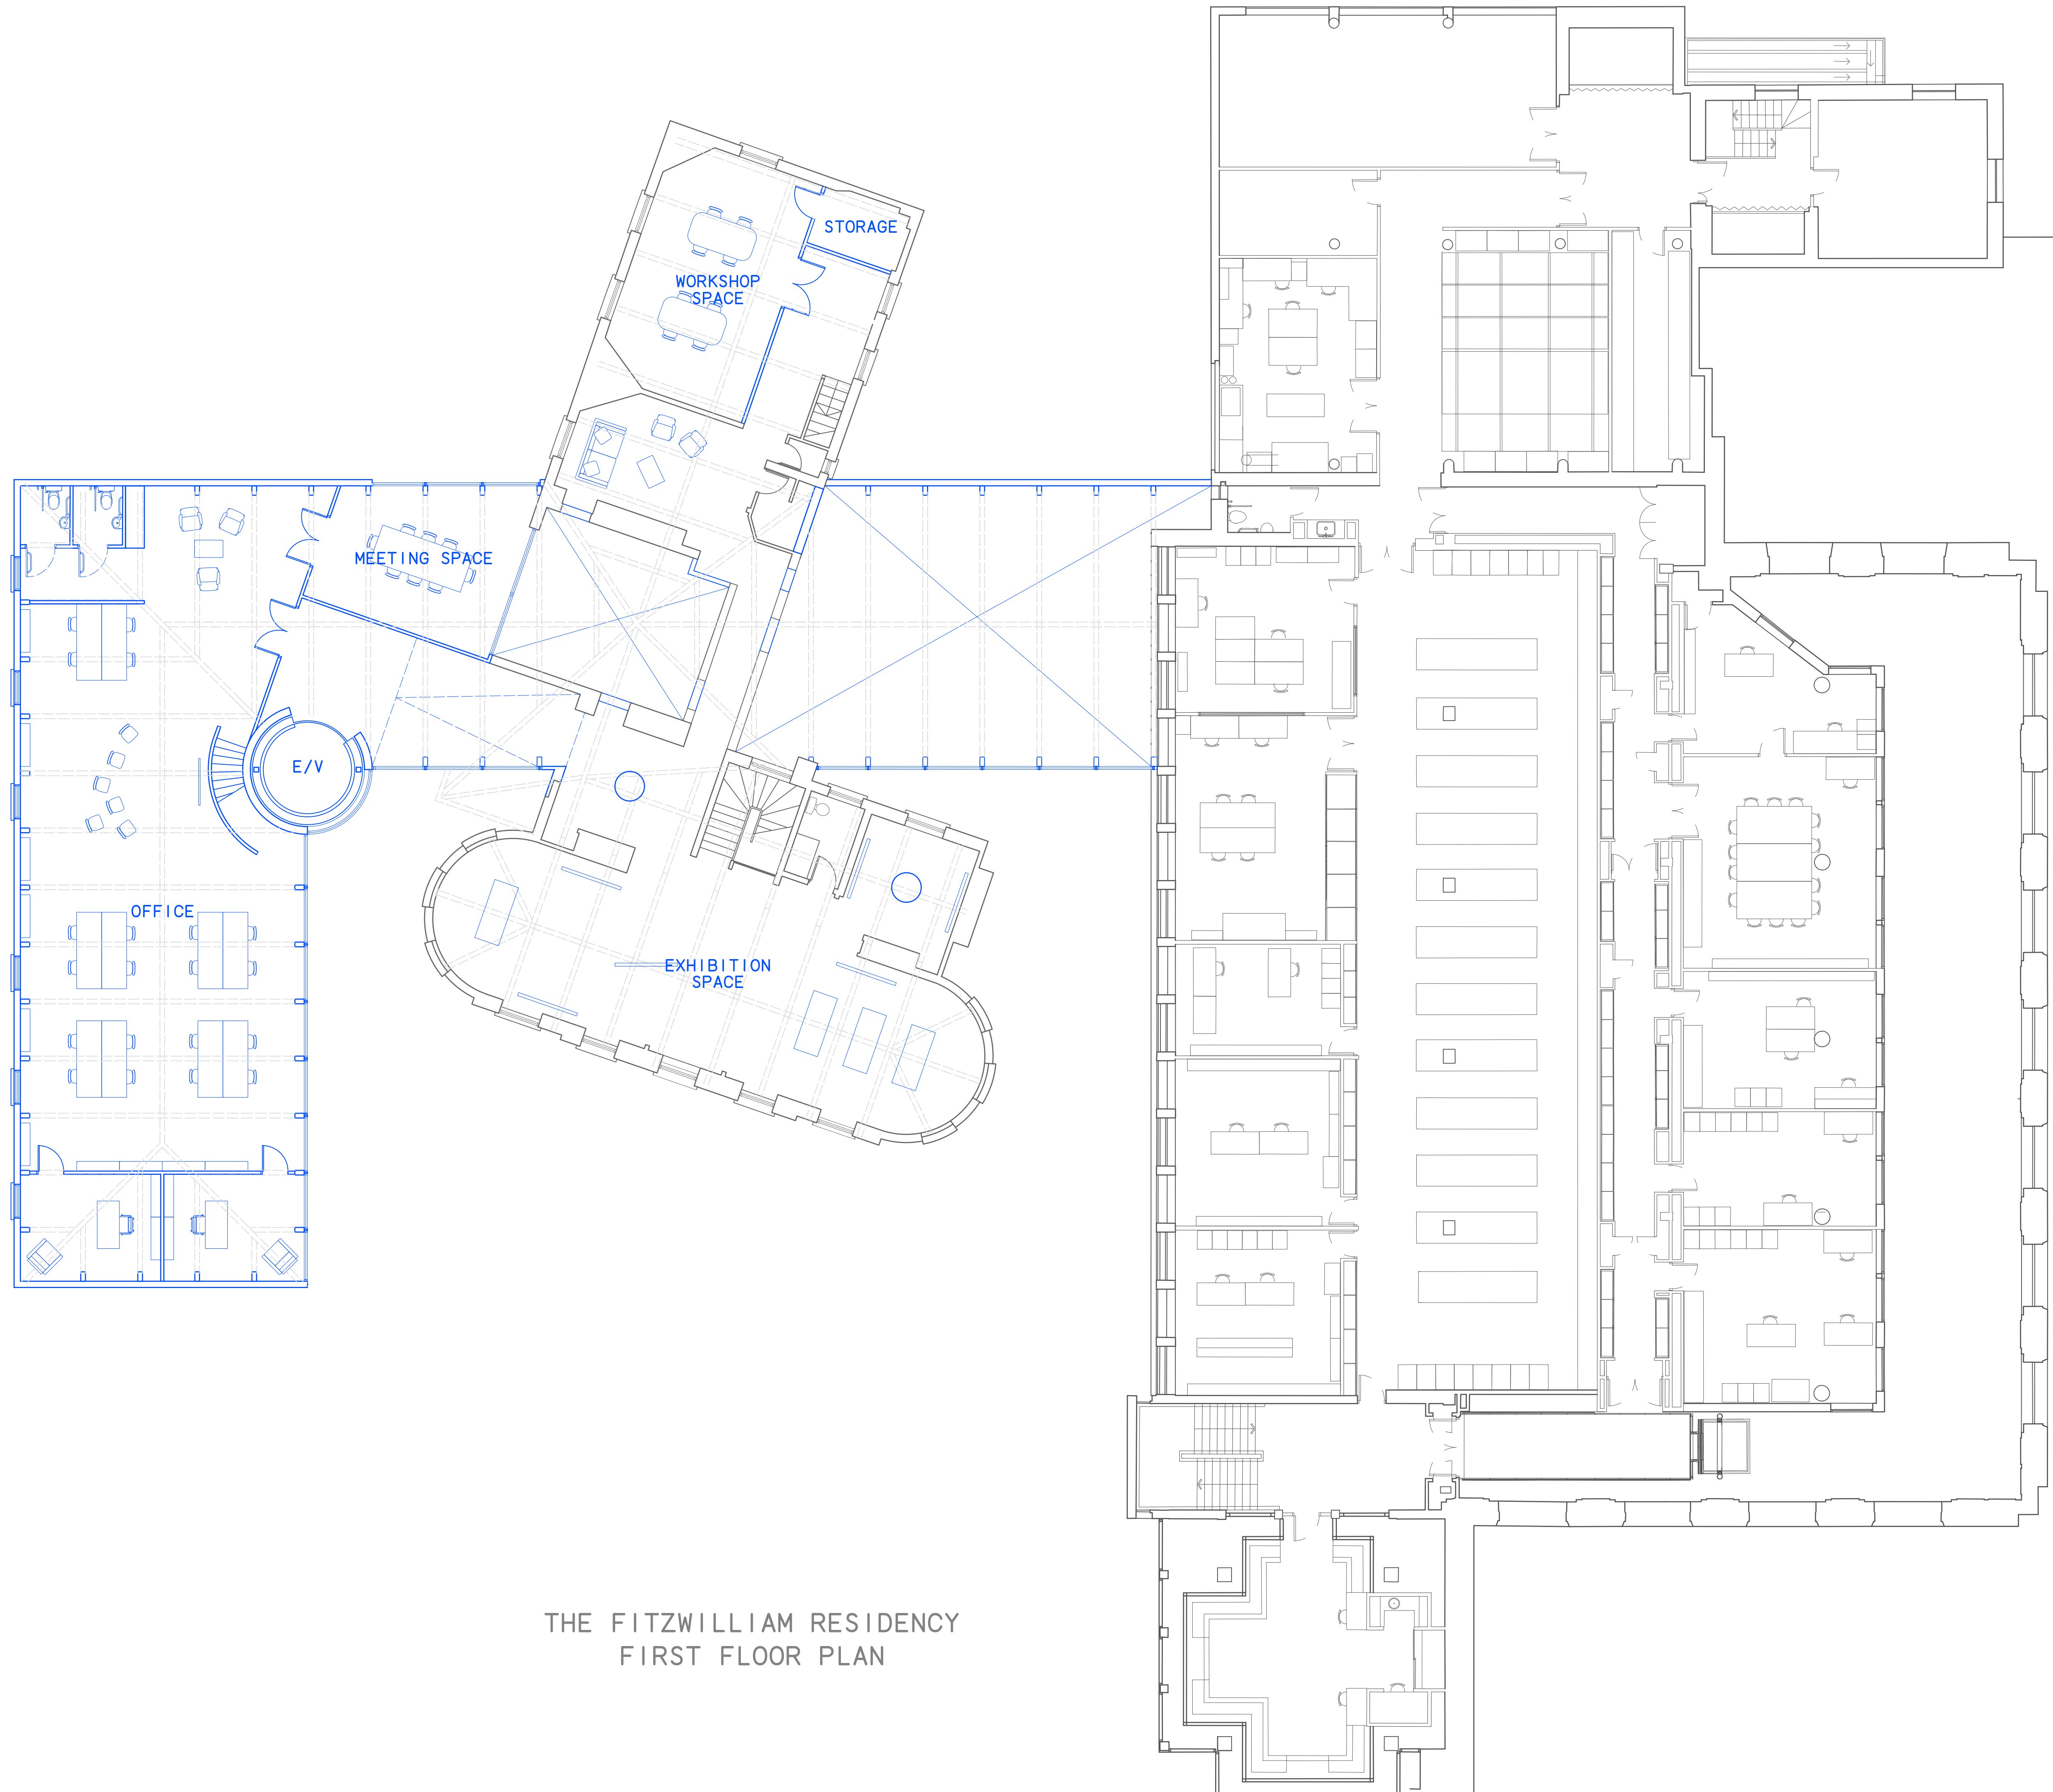 STORAGE
WORKSHOP
SPACE
MEETING SPACE
E/V
OFFICE
EXHIBITION
SPACE
THE FITZWILLIAM RESIDENCY
FIRST FLOOR PLAN